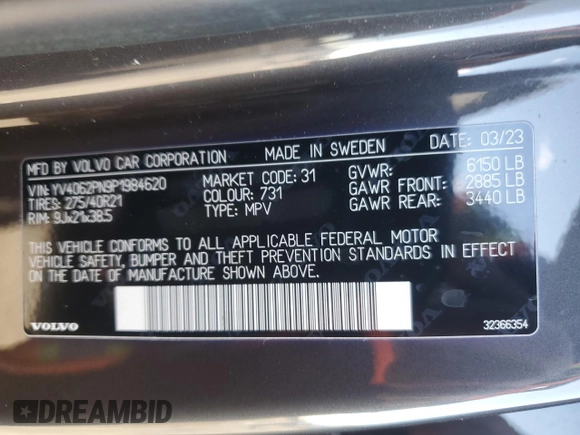 MFD BY VOLVO CAR CORPORATION MADE IN SWEDEN DATE: 03/23
VIN: YV4062PN9P1984620 MARKET CODE: 31 GVWR: 6150 LB
TIRES: 275/40R21 COLOUR: 731 GAWR FRONT: 2885 LB
RIM: 9Jx21x38.5 TYPE: MPV GAWR REAR: 3440 LB
THIS VEHICLE CONFORMS TO ALL APPLICABLE FEDERAL MOTOR
VEHICLE SAFETY, BUMPER AND THEFT PREVENTION STANDARDS IN EFFECT
ON THE DATE OF MANUFACTURE SHOWN ABOVE.
VOLVO 32366354
DREAMBID